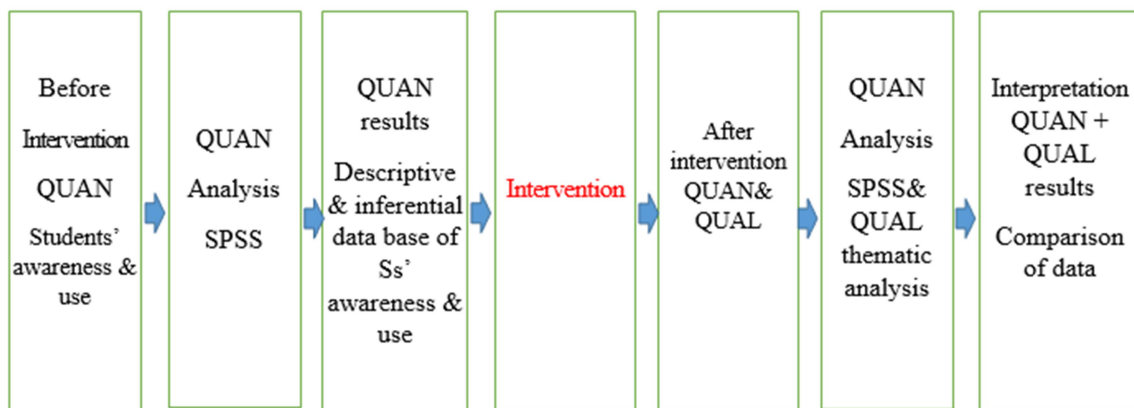 Before
Intervention
QUAN
Students’
awareness &
use
QUAN
Analysis
SPSS
QUAN
results
Descriptive
& inferential
data base of
Ss’
awareness &
use
Intervention
After
intervention
QUAN&
QUAL
QUAN
Analysis
SPSS&
QUAL
thematic
analysis
Interpretation
QUAN +
QUAL
results
Comparison
of data